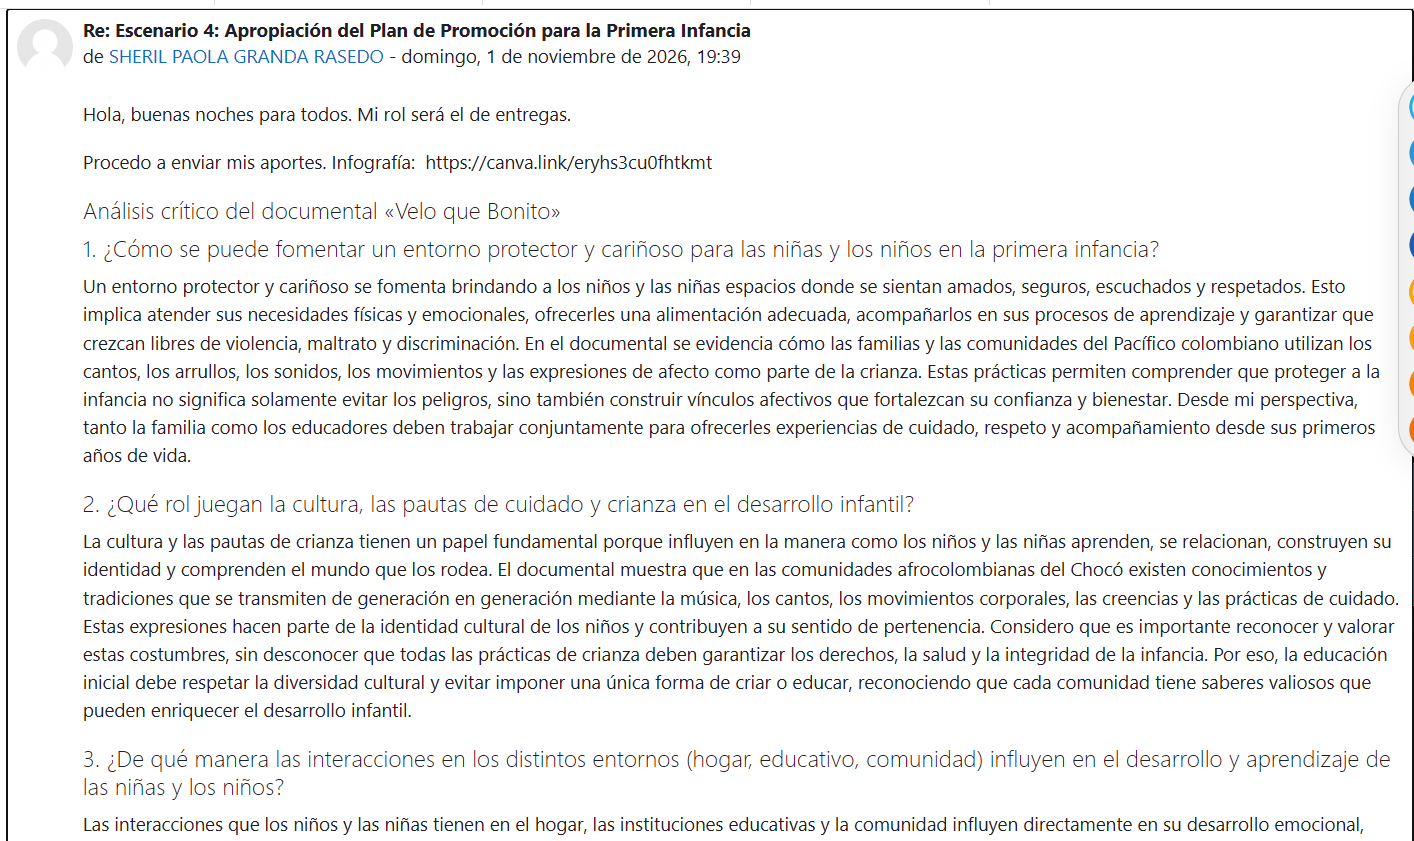 Re: Escenario 4: Apropiación del Plan de Promoción para la Primera Infancia
de SHERIL PAOLA GRANDA RASEDO - domingo, 1 de noviembre de 2026, 19:39
Hola, buenas noches para todos. Mi rol será el de entregas.
Procedo a enviar mis aportes. Infografía:  https://canva.link/eryhs3cu0fhtkmt
Análisis crítico del documental «Velo que Bonito»
1. ¿Cómo se puede fomentar un entorno protector y cariñoso para las niñas y los niños en la primera infancia?
Un entorno protector y cariñoso se fomenta brindando a los niños y las niñas espacios donde se sientan amados, seguros, escuchados y respetados. Esto
implica atender sus necesidades físicas y emocionales, ofrecerles una alimentación adecuada, acompañarlos en sus procesos de aprendizaje y garantizar que
crezcan libres de violencia, maltrato y discriminación. En el documental se evidencia cómo las familias y las comunidades del Pacífico colombiano utilizan los
cantos, los arrullos, los sonidos, los movimientos y las expresiones de afecto como parte de la crianza. Estas prácticas permiten comprender que proteger a la
infancia no significa solamente evitar los peligros, sino también construir vínculos afectivos que fortalezcan su confianza y bienestar. Desde mi perspectiva,
tanto la familia como los educadores deben trabajar conjuntamente para ofrecerles experiencias de cuidado, respeto y acompañamiento desde sus primeros
años de vida.
2. ¿Qué rol juegan la cultura, las pautas de cuidado y crianza en el desarrollo infantil?
La cultura y las pautas de crianza tienen un papel fundamental porque influyen en la manera como los niños y las niñas aprenden, se relacionan, construyen su
identidad y comprenden el mundo que los rodea. El documental muestra que en las comunidades afrocolombianas del Chocó existen conocimientos y
tradiciones que se transmiten de generación en generación mediante la música, los cantos, los movimientos corporales, las creencias y las prácticas de cuidado.
Estas expresiones hacen parte de la identidad cultural de los niños y contribuyen a su sentido de pertenencia. Considero que es importante reconocer y valorar
estas costumbres, sin desconocer que todas las prácticas de crianza deben garantizar los derechos, la salud y la integridad de la infancia. Por eso, la educación
inicial debe respetar la diversidad cultural y evitar imponer una única forma de criar o educar, reconociendo que cada comunidad tiene saberes valiosos que
pueden enriquecer el desarrollo infantil.
3. ¿De qué manera las interacciones en los distintos entornos (hogar, educativo, comunidad) influyen en el desarrollo y aprendizaje de
las niñas y los niños?
Las interacciones que los niños y las niñas tienen en el hogar, las instituciones educativas y la comunidad influyen directamente en su desarrollo emocional,